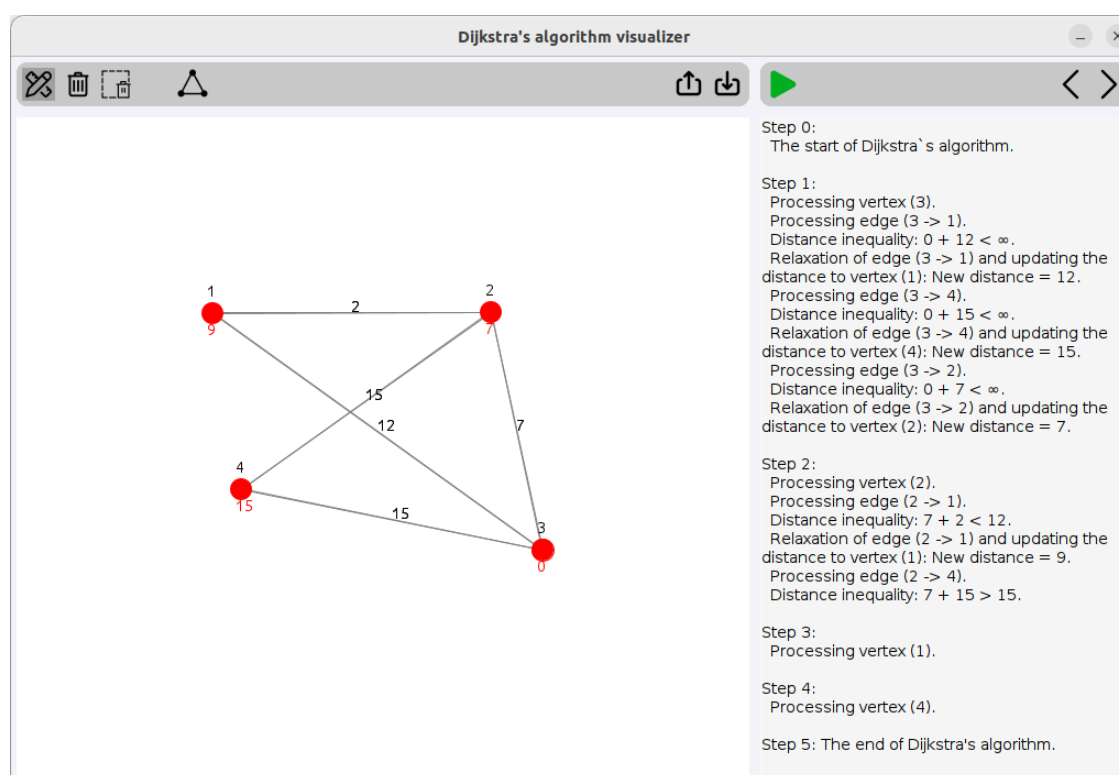 Dijkstra's algorithm visualizer
Step 0:
The start of Dijkstra`s algorithm.
Step 1:
Processing vertex (3).
Processing edge (3 -> 1).
Distance inequality: 0 + 12 < ∞.
Relaxation of edge (3 -> 1) and updating the
distance to vertex (1): New distance = 12.
Processing edge (3 -> 4).
Distance inequality: 0 + 15 < ∞.
Relaxation of edge (3 -> 4) and updating the
distance to vertex (4): New distance = 15.
Processing edge (3 -> 2).
Distance inequality: 0 + 7 < ∞.
Relaxation of edge (3 -> 2) and updating the
distance to vertex (2): New distance = 7.
Step 2:
Processing vertex (2).
Processing edge (2 -> 1).
Distance inequality: 7 + 2 < 12.
Relaxation of edge (2 -> 1) and updating the
distance to vertex (1): New distance = 9.
Processing edge (2 -> 4).
Distance inequality: 7 + 15 > 15.
Step 3:
Processing vertex (1).
Step 4:
Processing vertex (4).
Step 5: The end of Dijkstra's algorithm.
1
2
2
9
7
15
12
7
4
15
15
3
0